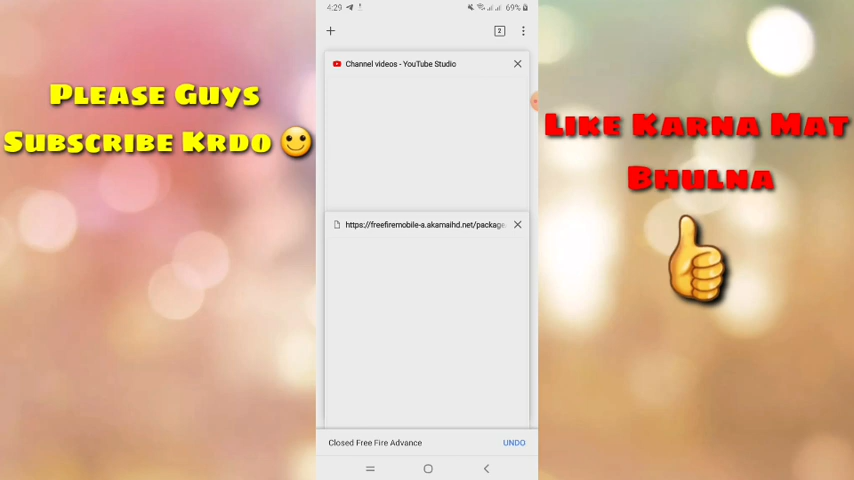 Please Guys
Subscribe Krdo
4:29
69%
2
Channel videos - YouTube Studio
https://freefiremobile-a.akamaihd.net/package
Closed Free Fire Advance
UNDO
Like Karna Mat
Bhulna